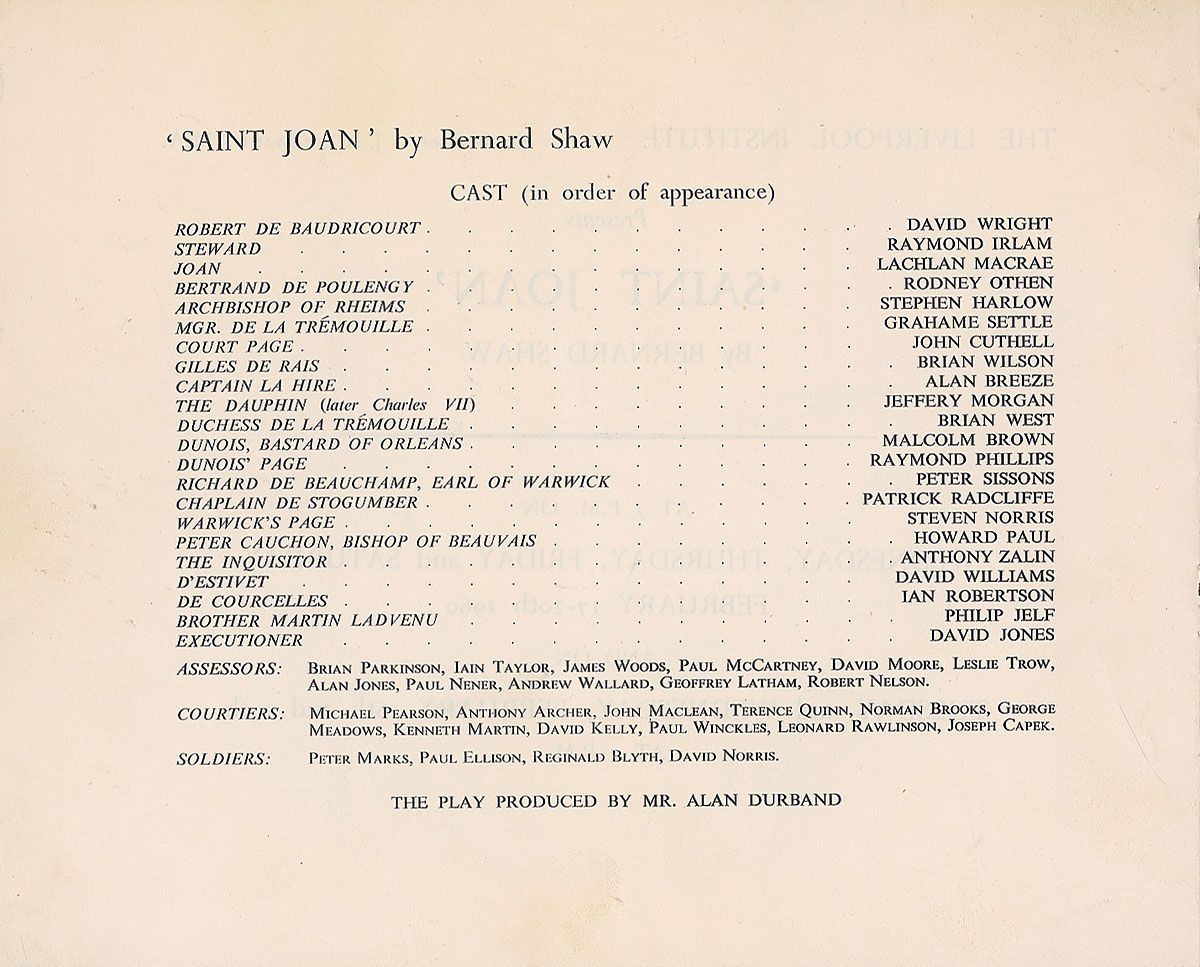 ‘SAINT JOAN’ by Bernard Shaw
CAST (in order of appearance)
ROBERT DE BAUDRICOURT . . . . . . . . . . . DAVID WRIGHT
STEWARD . . . . . . . . . . . . . . RAYMOND IRLAM
JOAN . . . . . . . . . . . . . . . LACHLAN MACRAE
BERTRAND DE POULENGY . . . . . . . . . . . RODNEY OTHEN
ARCHBISHOP OF RHEIMS . . . . . . . . . . . STEPHEN HARLOW
MGR. DE LA TRÉMOUILLE . . . . . . . . . . . GRAHAME SETTLE
COURT PAGE . . . . . . . . . . . . . . JOHN CUTHELL
GILLES DE RAIS . . . . . . . . . . . . . . BRIAN WILSON
CAPTAIN LA HIRE . . . . . . . . . . . . . ALAN BREEZE
THE DAUPHIN (later Charles VII) . . . . . . . . . JEFFERY MORGAN
DUCHESS DE LA TRÉMOUILLE . . . . . . . . . . . BRIAN WEST
DUNOIS, BASTARD OF ORLEANS . . . . . . . . . . MALCOLM BROWN
DUNOIS’ PAGE . . . . . . . . . . . . . RAYMOND PHILLIPS
RICHARD DE BEAUCHAMP, EARL OF WARWICK . . . . . . . PETER SISSONS
CHAPLAIN DE STOGUMBER . . . . . . . . . . . PATRICK RADCLIFFE
WARWICK’S PAGE . . . . . . . . . . . . . STEVEN NORRIS
PETER CAUCHON, BISHOP OF BEAUVAIS . . . . . . . . . HOWARD PAUL
THE INQUISITOR . . . . . . . . . . . . . ANTHONY ZALIN
D’ESTIVET . . . . . . . . . . . . . . DAVID WILLIAMS
DE COURCELLES . . . . . . . . . . . . . IAN ROBERTSON
BROTHER MARTIN LADVENU . . . . . . . . . . . PHILIP JELF
EXECUTIONER . . . . . . . . . . . . . DAVID JONES
ASSESSORS: BRIAN PARKINSON, IAIN TAYLOR, JAMES WOODS, PAUL MCCARTNEY, DAVID MOORE, LESLIE TROW,
ALAN JONES, PAUL NENER, ANDREW WALLARD, GEOFFREY LATHAM, ROBERT NELSON.
COURTIERS: MICHAEL PEARSON, ANTHONY ARCHER, JOHN MACLEAN, TERENCE QUINN, NORMAN BROOKS, GEORGE
MEADOWS, KENNETH MARTIN, DAVID KELLY, PAUL WINCKLES, LEONARD RAWLINSON, JOSEPH CAPEK.
SOLDIERS: PETER MARKS, PAUL ELLISON, REGINALD BLYTH, DAVID NORRIS.
THE PLAY PRODUCED BY MR. ALAN DURBAND